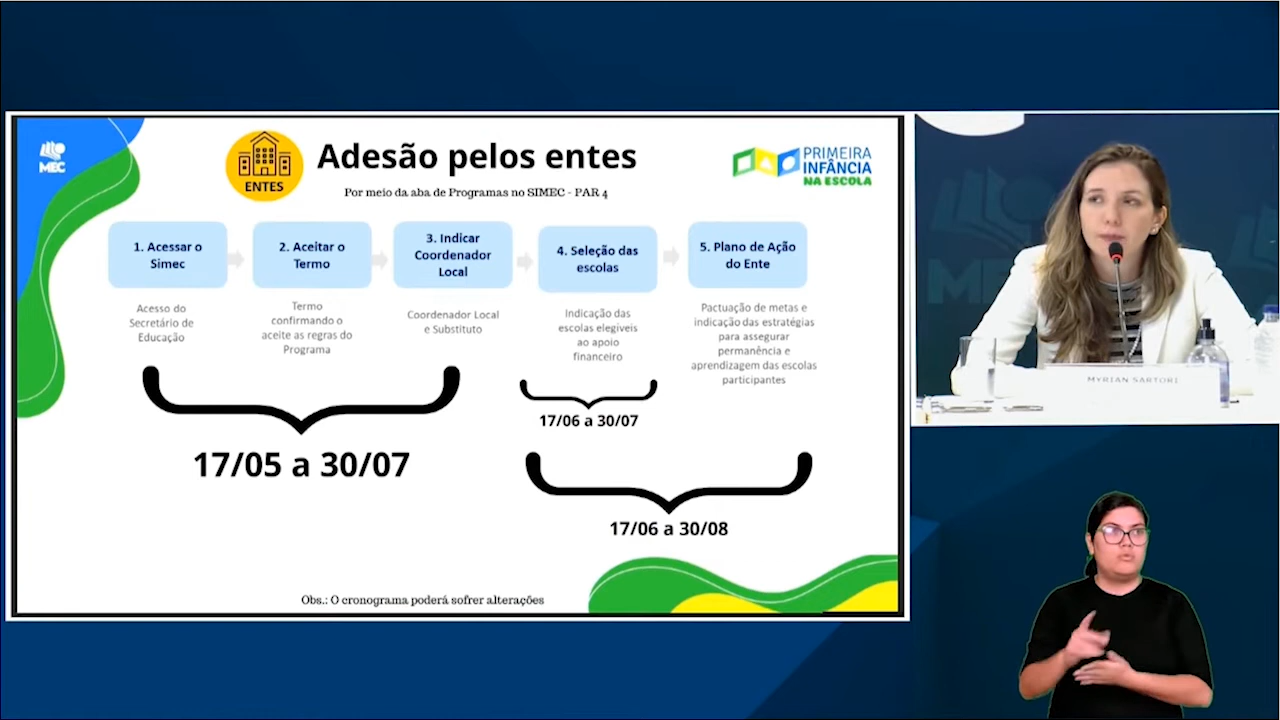 MEC
ENTES
Adesão pelos entes
Por meio da aba de Programas no SIMEC - PAR 4
PRIMEIRA
INFÂNCIA
NA ESCOLA
1. Acessar o
Simec
2. Aceitar o
Termo
3. Indicar
Coordenador
Local
4. Seleção das
escolas
5. Plano de Ação
do Ente
Acesso do
Secretário de
Educação
Termo
confirmando o
aceite as regras do
Programa
Coordenador Local
e Substituto
Indicação das
escolas elegíveis
ao apoio
financeiro
Pactuação de metas e
indicação das estratégias
para assegurar
permanência e
aprendizagem das escolas
participantes
17/05 a 30/07
17/06 a 30/07
17/06 a 30/08
Obs.: O cronograma poderá sofrer alterações
MEC
MYRIAN SARTORI